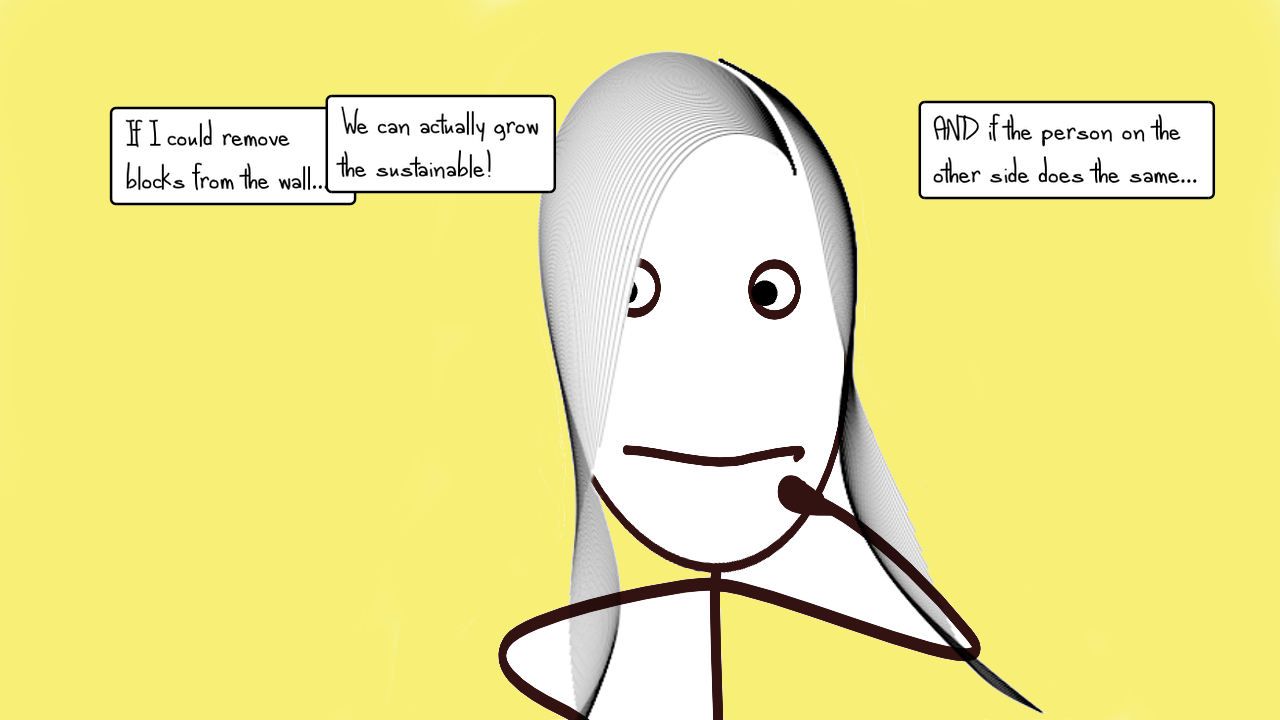 If I could remove
blocks from the wall...
We can actually grow
the sustainable!
AND if the person on the
other side does the same...